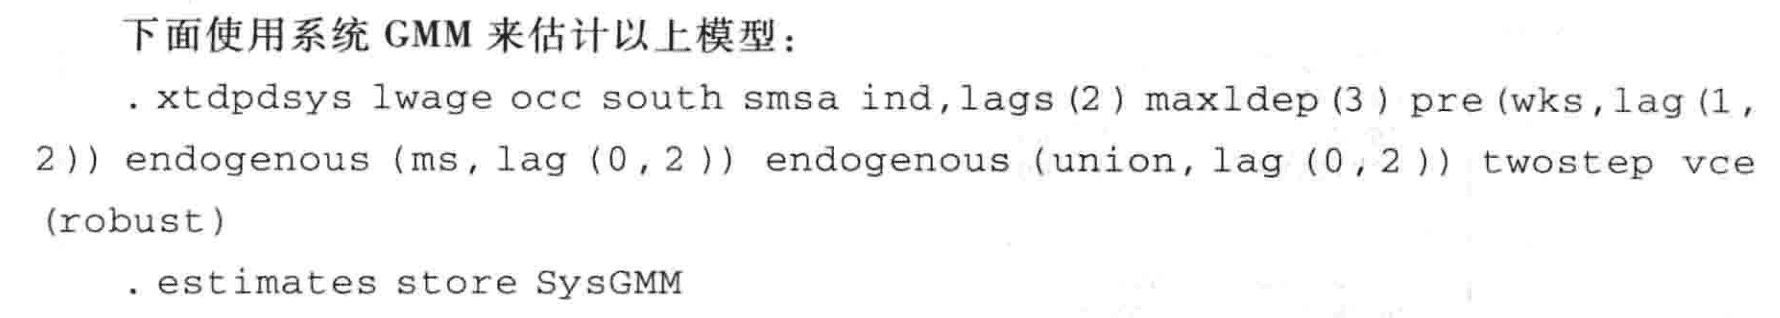 下面使用系统 GMM 来估计以上模型：
. xtdpdsys lwage occ south smsa ind,lags(2) maxldep(3) pre(wks,lag(1,
2)) endogenous (ms, lag (0,2)) endogenous (union, lag (0,2)) twostep vce
(robust)
. estimates store SysGMM